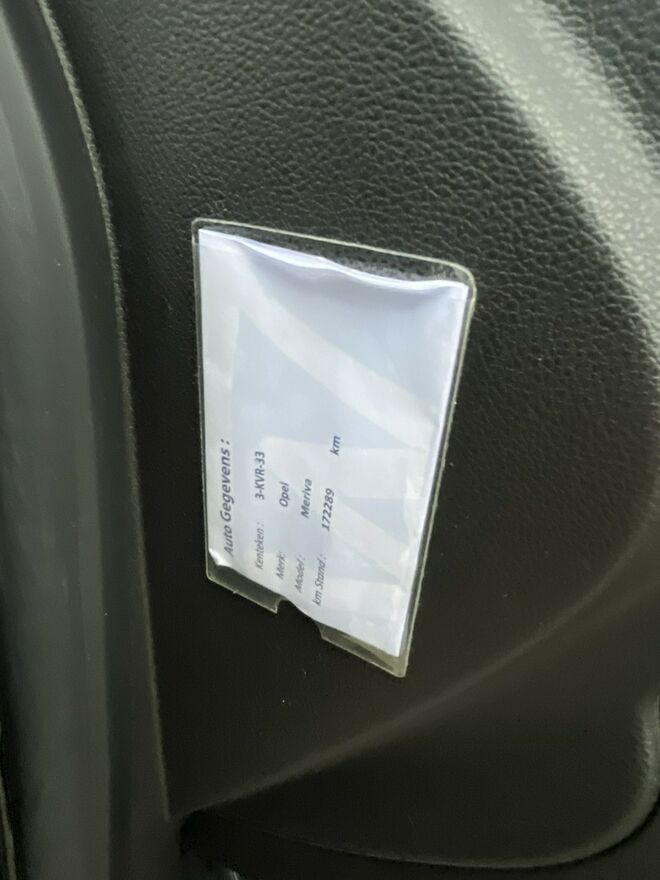 Auto Gegevens :
Kenteken : 3-KVR-33
Merk: Opel
Model : Meriva
km Stand : 172289 km